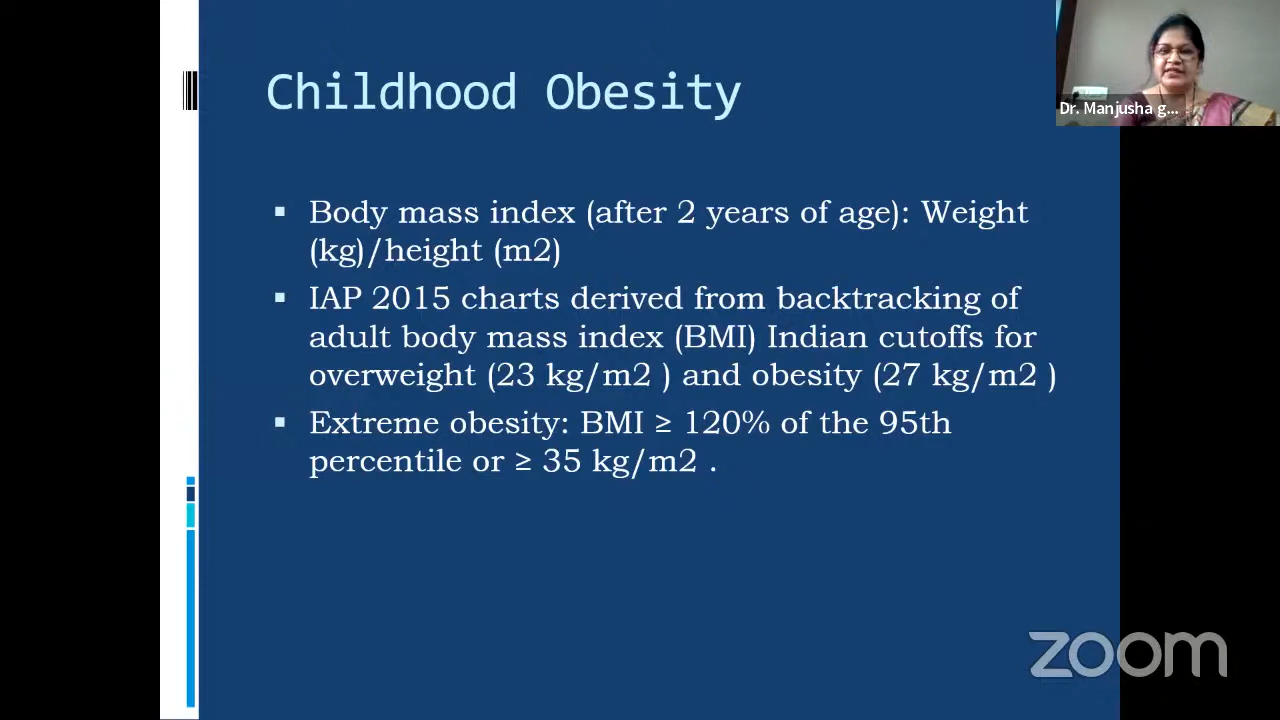 Childhood Obesity
Dr. Manjusha g...
▪ Body mass index (after 2 years of age): Weight
(kg)/height (m2)
▪ IAP 2015 charts derived from backtracking of
adult body mass index (BMI) Indian cutoffs for
overweight (23 kg/m2 ) and obesity (27 kg/m2 )
▪ Extreme obesity: BMI ≥ 120% of the 95th
percentile or ≥ 35 kg/m2 .
zoom